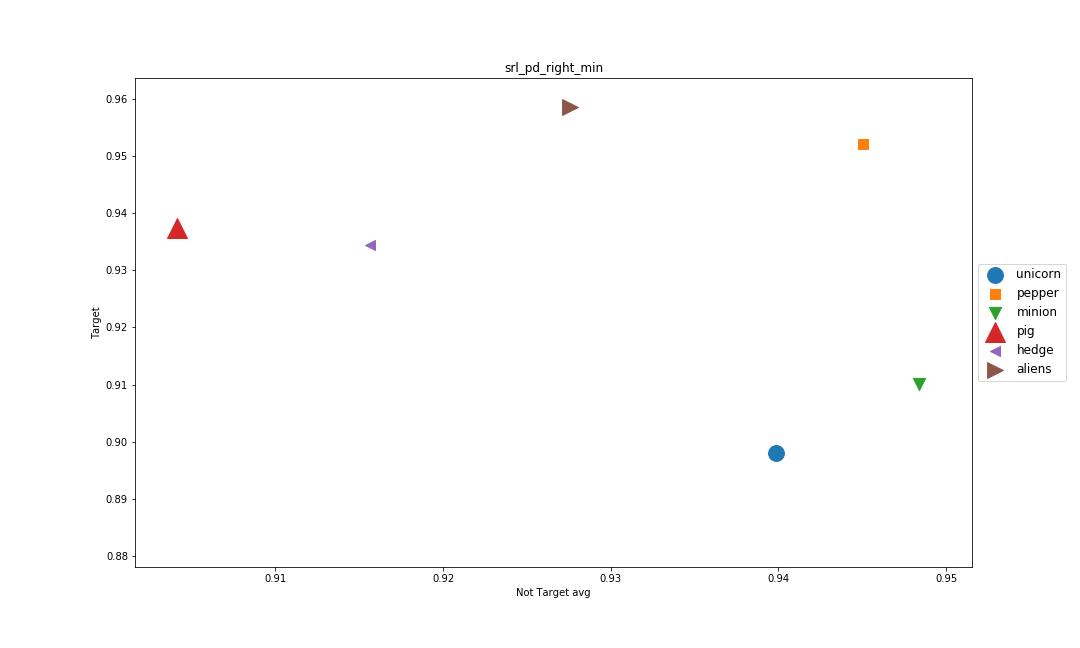 srl_pd_right_min
0.96
0.95
0.94
0.93
0.92
0.91
0.90
0.89
0.88
Target
0.91 0.92 0.93 0.94 0.95
Not Target avg
unicorn
pepper
minion
pig
hedge
aliens